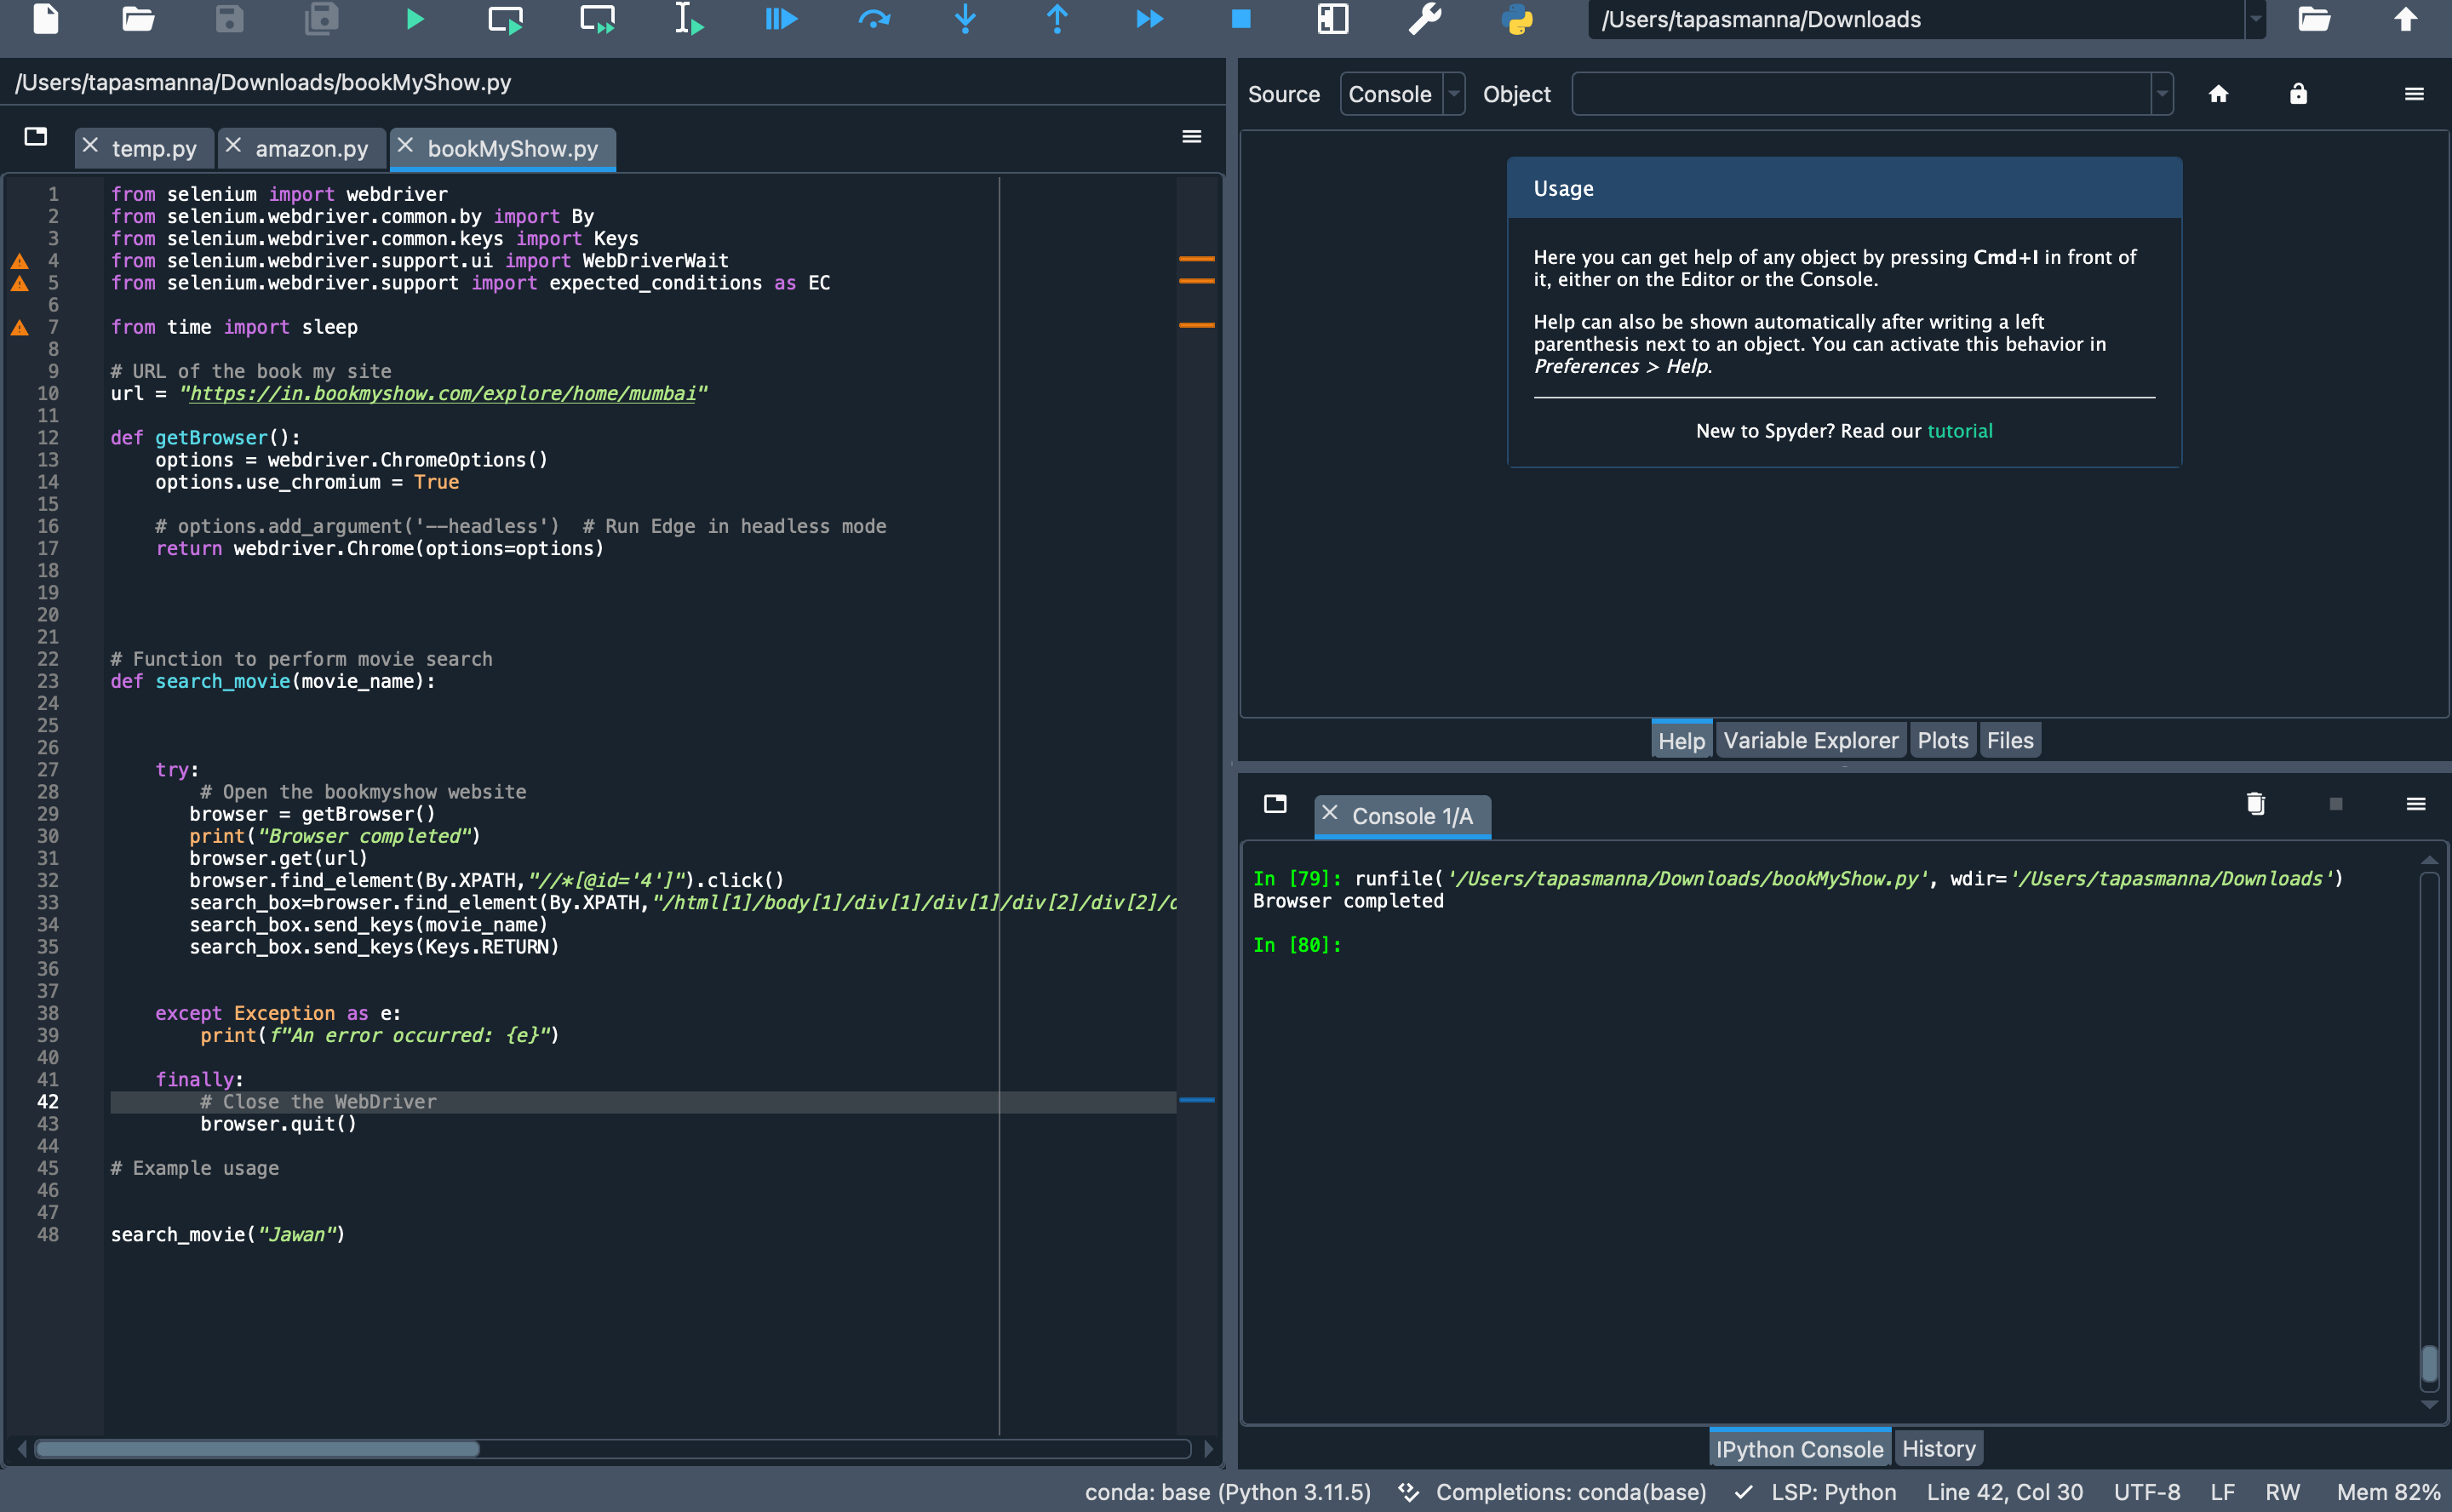 /Users/tapasmanna/Downloads
/Users/tapasmanna/Downloads/bookMyShow.py
temp.py
amazon.py
bookMyShow.py
1 from selenium import webdriver
2 from selenium.webdriver.common.by import By
3 from selenium.webdriver.common.keys import Keys
4 from selenium.webdriver.support.ui import WebDriverWait
5 from selenium.webdriver.support import expected_conditions as EC
6
7 from time import sleep
8
9 # URL of the book my site
10 url = "https://in.bookmyshow.com/explore/home/mumbai"
11
12 def getBrowser():
13 options = webdriver.ChromeOptions()
14 options.use_chromium = True
15
16 # options.add_argument('--headless')  # Run Edge in headless mode
17 return webdriver.Chrome(options=options)
18
19
20
21
22 # Function to perform movie search
23 def search_movie(movie_name):
24
25
26
27 try:
28 # Open the bookmyshow website
29 browser = getBrowser()
30 print("Browser completed")
31 browser.get(url)
32 browser.find_element(By.XPATH,"//*[@id='4']").click()
33 search_box=browser.find_element(By.XPATH,"/html[1]/body[1]/div[1]/div[1]/div[2]/div[2]/
34 search_box.send_keys(movie_name)
35 search_box.send_keys(Keys.RETURN)
36
37
38 except Exception as e:
39 print(f"An error occurred: {e}")
40
41 finally:
42 # Close the WebDriver
43 browser.quit()
44
45 # Example usage
46
47
48 search_movie("Jawan")
Source
Console
Object
Usage
Here you can get help of any object by pressing Cmd+I in front of
it, either on the Editor or the Console.
Help can also be shown automatically after writing a left
parenthesis next to an object. You can activate this behavior in
Preferences > Help.
New to Spyder? Read our tutorial
Help
Variable Explorer
Plots
Files
Console 1/A
In [79]: runfile('/Users/tapasmanna/Downloads/bookMyShow.py', wdir='/Users/tapasmanna/Downloads')
Browser completed
In [80]:
IPython Console
History
conda: base (Python 3.11.5)
Completions: conda(base)
LSP: Python
Line 42, Col 30
UTF-8
LF
RW
Mem 82%